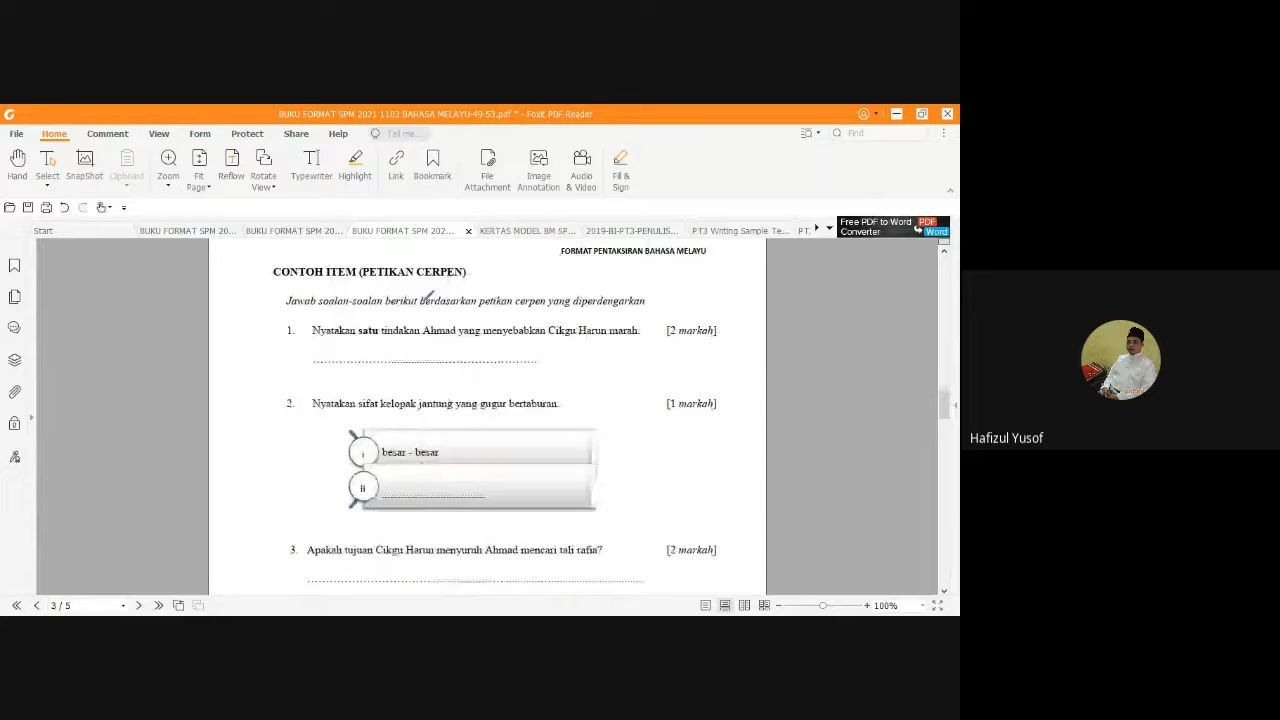 BUKU FORMAT SPM 2021 1103 BAHASA MELAYU-49-53.pdf * - Foxit PDF Reader
File Home Comment View Form Protect Share Help Tell me... Find
Hand Select SnapShot Clipboard Zoom Fit Page Reflow Rotate View Typewriter Highlight Link Bookmark File Attachment Image Annotation Audio & Video Fill & Sign
Start BUKU FORMAT SPM 20... BUKU FORMAT SPM 20... BUKU FORMAT SPM 202... KERTAS MODEL BM SP... 2019-BI-PT3-PENULIS... PT3 Writing Sample Te... PT.
Free PDF to Word Converter PDF Word
FORMAT PENTAKSIRAN BAHASA MELAYU
CONTOH ITEM (PETIKAN CERPEN)
Jawab soalan-soalan berikut berdasarkan petikan cerpen yang diperdengarkan
1. Nyatakan satu tindakan Ahmad yang menyebabkan Cikgu Harun marah. [2 markah]
2. Nyatakan sifat kelopak jantung yang gugur bertaburan. [1 markah]
i besar - besar
ii
3. Apakah tujuan Cikgu Harun menyuruh Ahmad mencari tali rafia? [2 markah]
3 / 5 100%
Hafizul Yusof